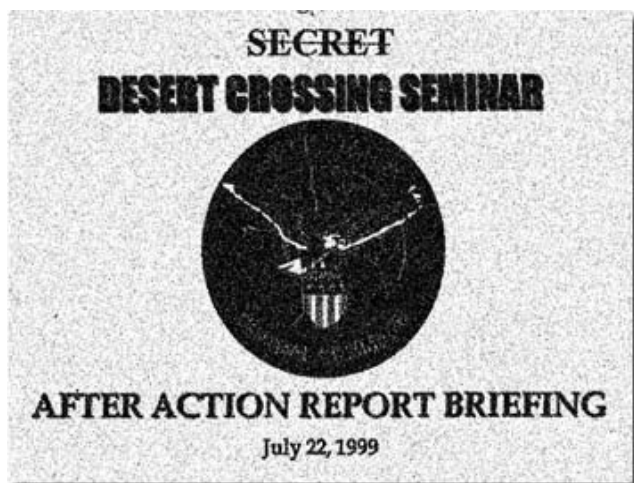 SECRET
DESERT CROSSING SEMINAR
AFTER ACTION REPORT BRIEFING
July 22, 1999